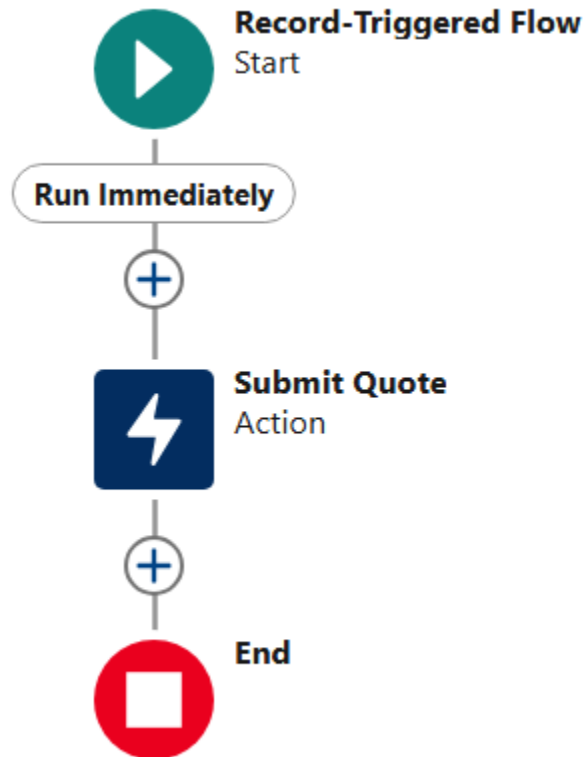 Record-Triggered Flow
Start
Run Immediately
Submit Quote
Action
End